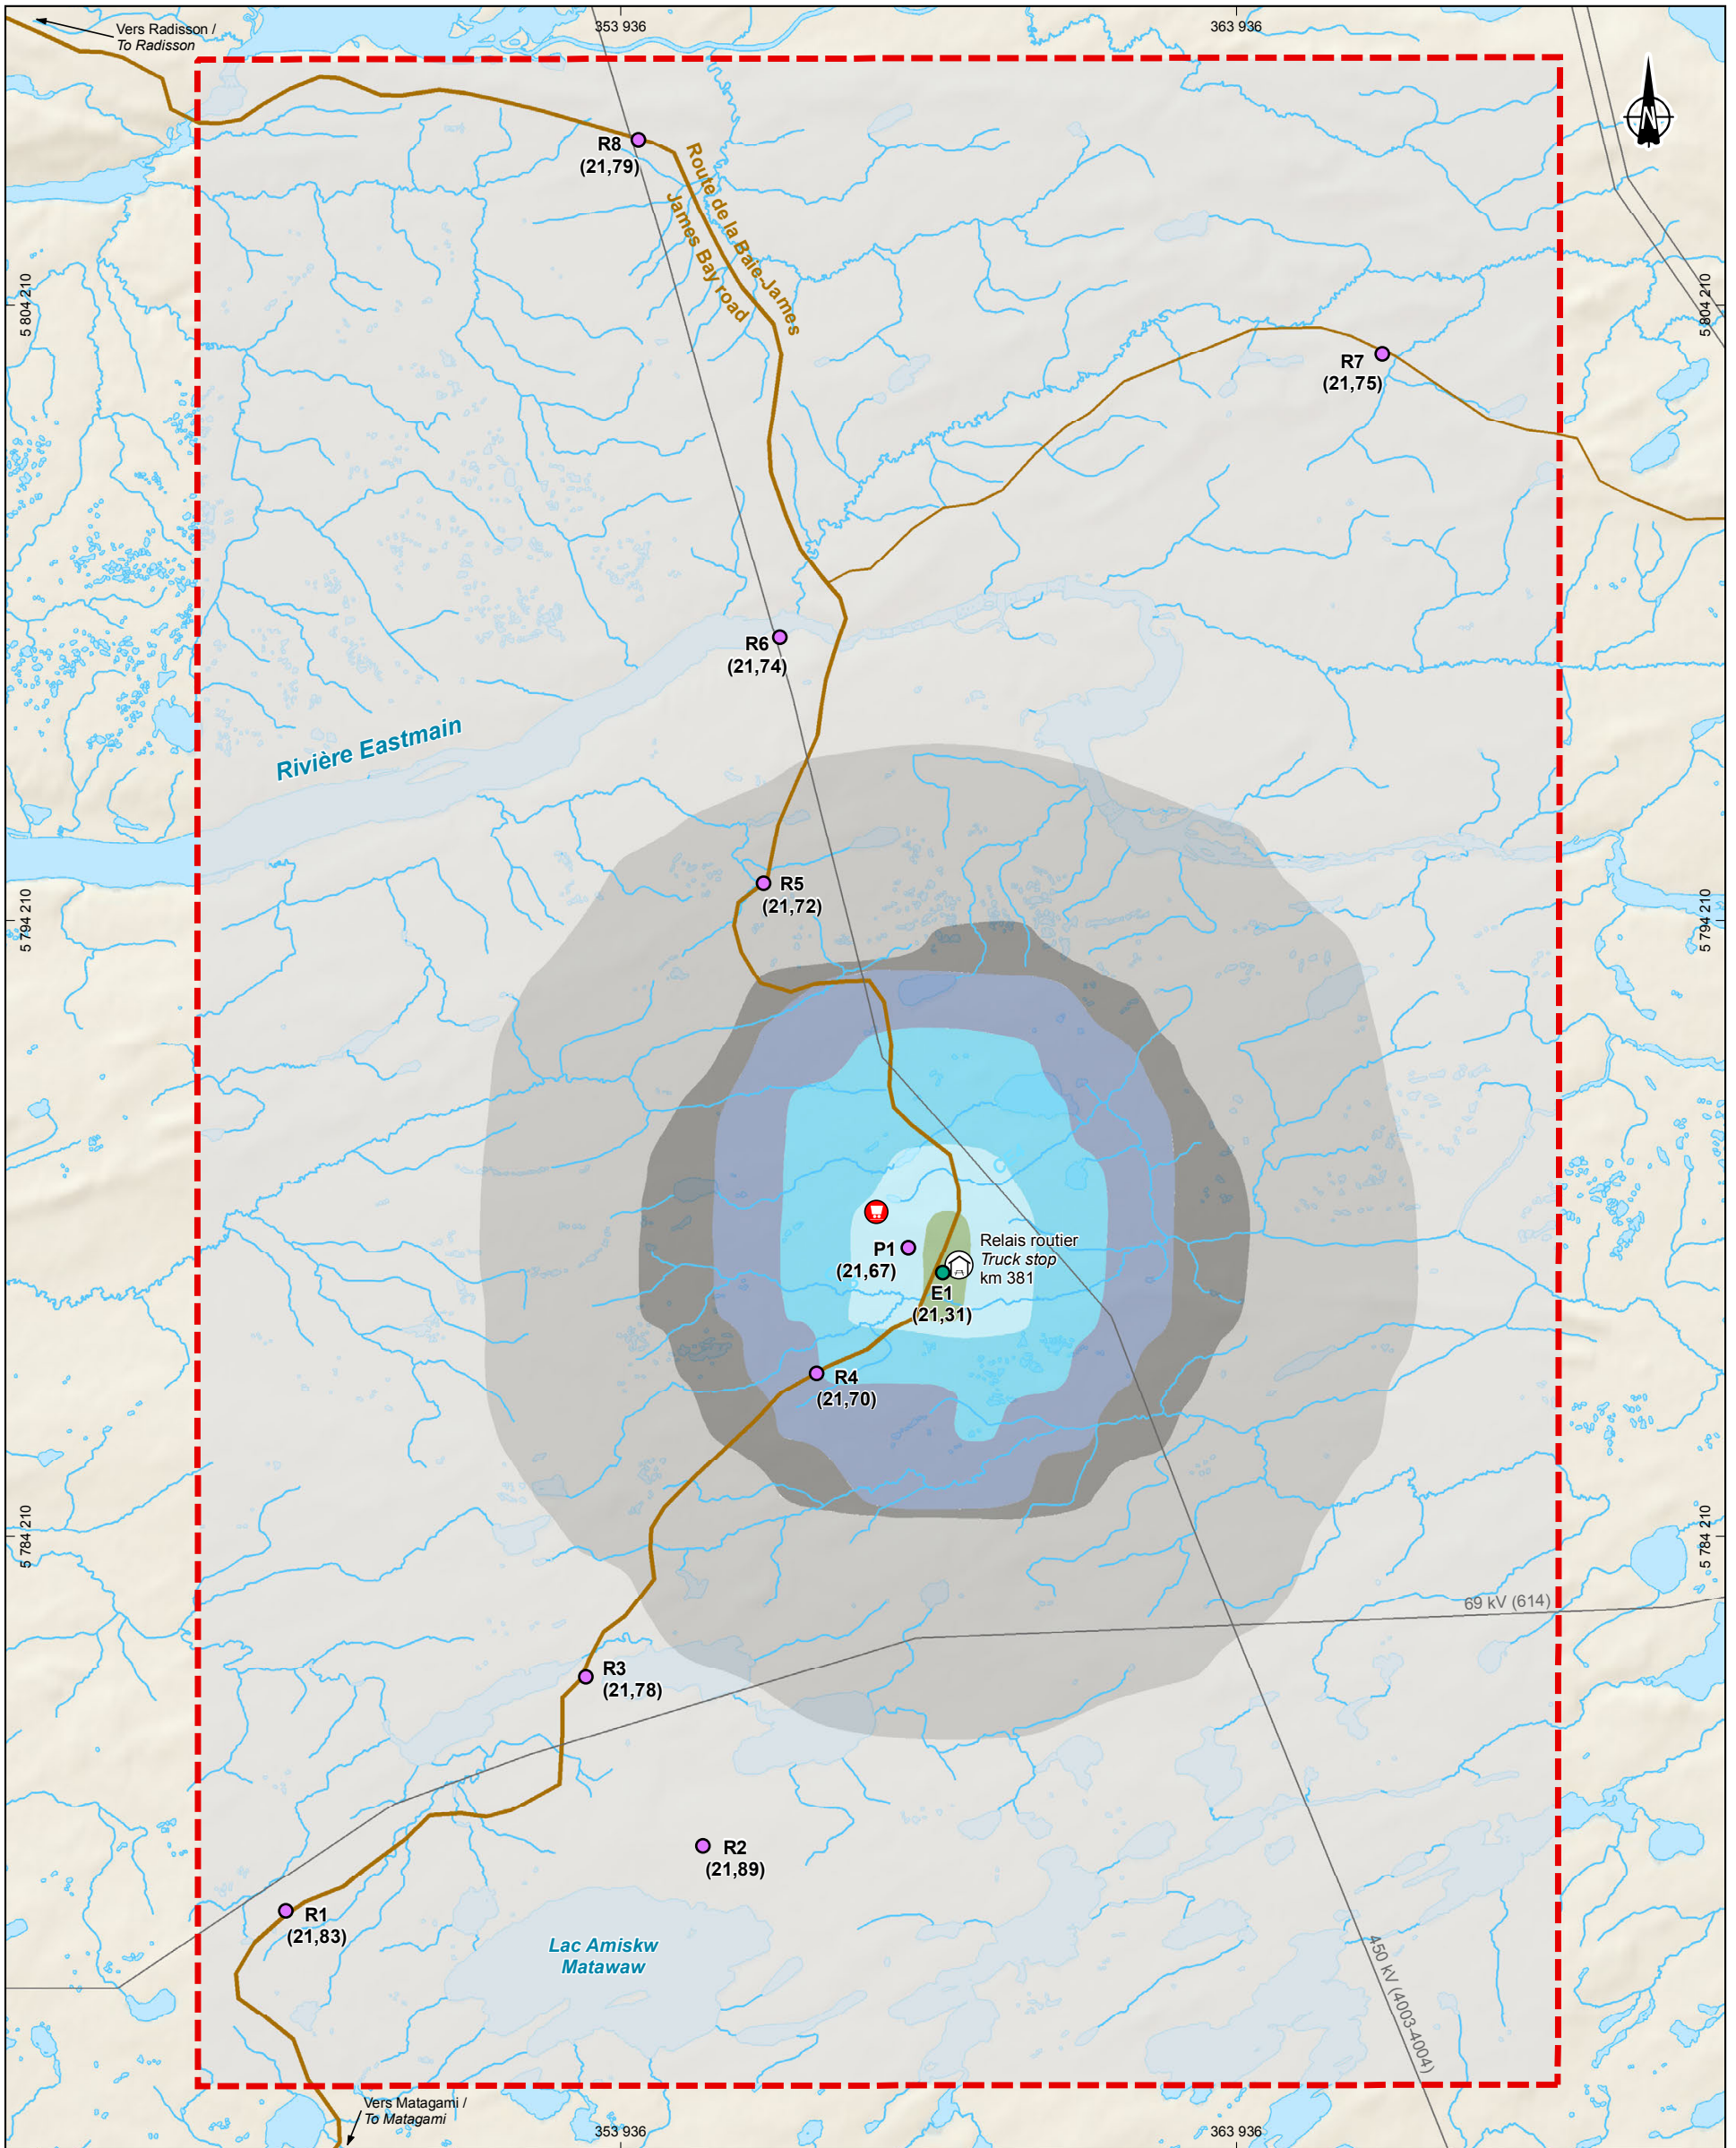 353 936
363 936
Vers Radisson /
To Radisson
N
R8
(21,79)
Route de la Baie-James
James Bay road
5 804 210
5 804 210
R7
(21,75)
R6
(21,74)
Rivière Eastmain
R5
(21,72)
5 794 210
5 794 210
Relais routier
Truck stop
km 381
P1
(21,67)
E1
(21,31)
R4
(21,70)
5 784 210
5 784 210
69 kV (614)
R3
(21,78)
R2
(21,89)
R1
(21,83)
Lac Amiskw
Matawaw
450 kV (4003-4004)
Vers Matagami /
To Matagami
353 936
363 936